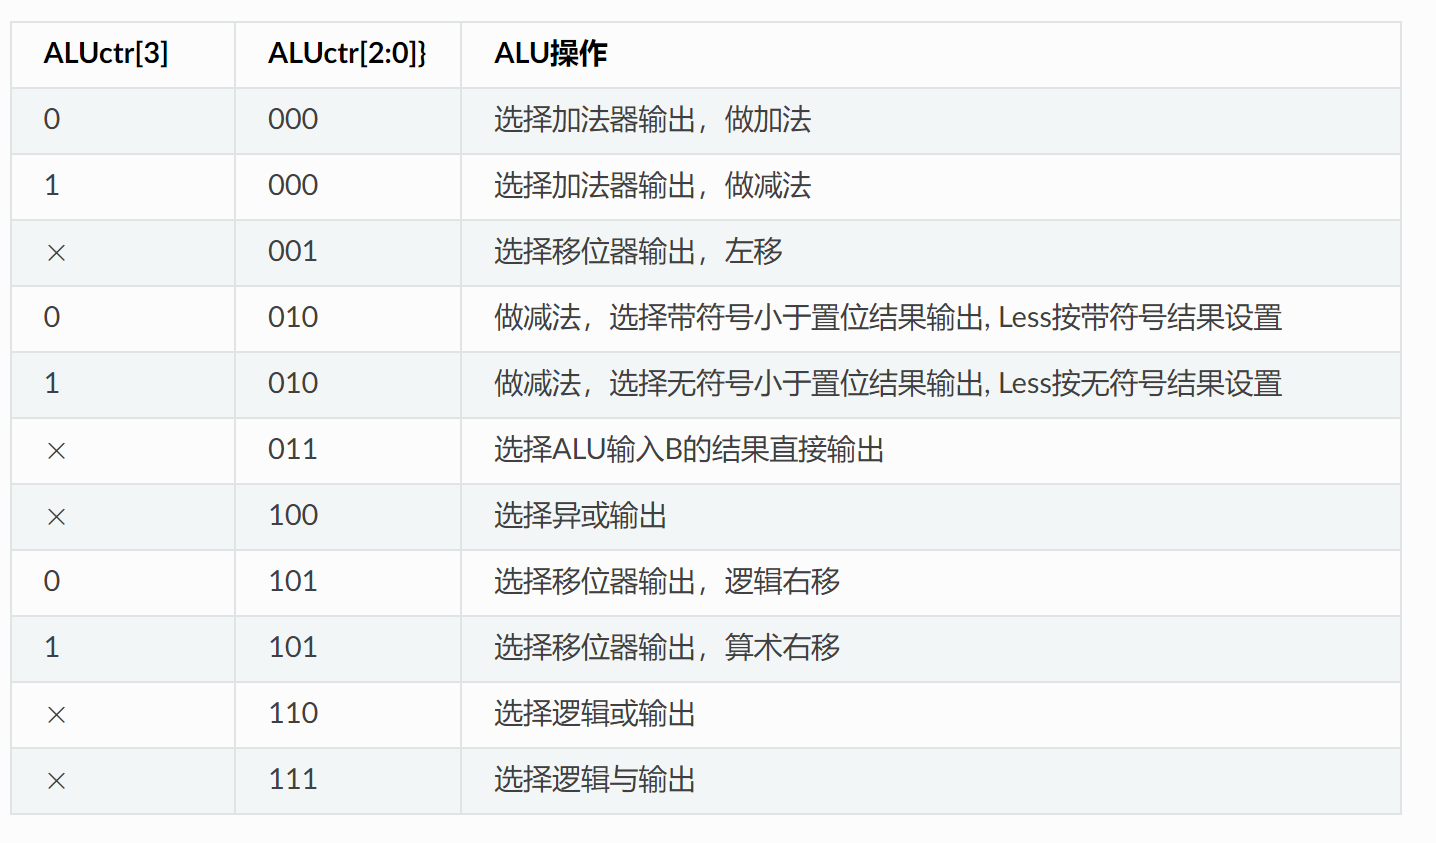 ALUctr[3] ALUctr[2:0]} ALU操作
0 000 选择加法器输出，做加法
1 000 选择加法器输出，做减法
× 001 选择移位器输出，左移
0 010 做减法，选择带符号小于置位结果输出, Less按带符号结果设置
1 010 做减法，选择无符号小于置位结果输出, Less按无符号结果设置
× 011 选择ALU输入B的结果直接输出
× 100 选择异或输出
0 101 选择移位器输出，逻辑右移
1 101 选择移位器输出，算术右移
× 110 选择逻辑或输出
× 111 选择逻辑与输出